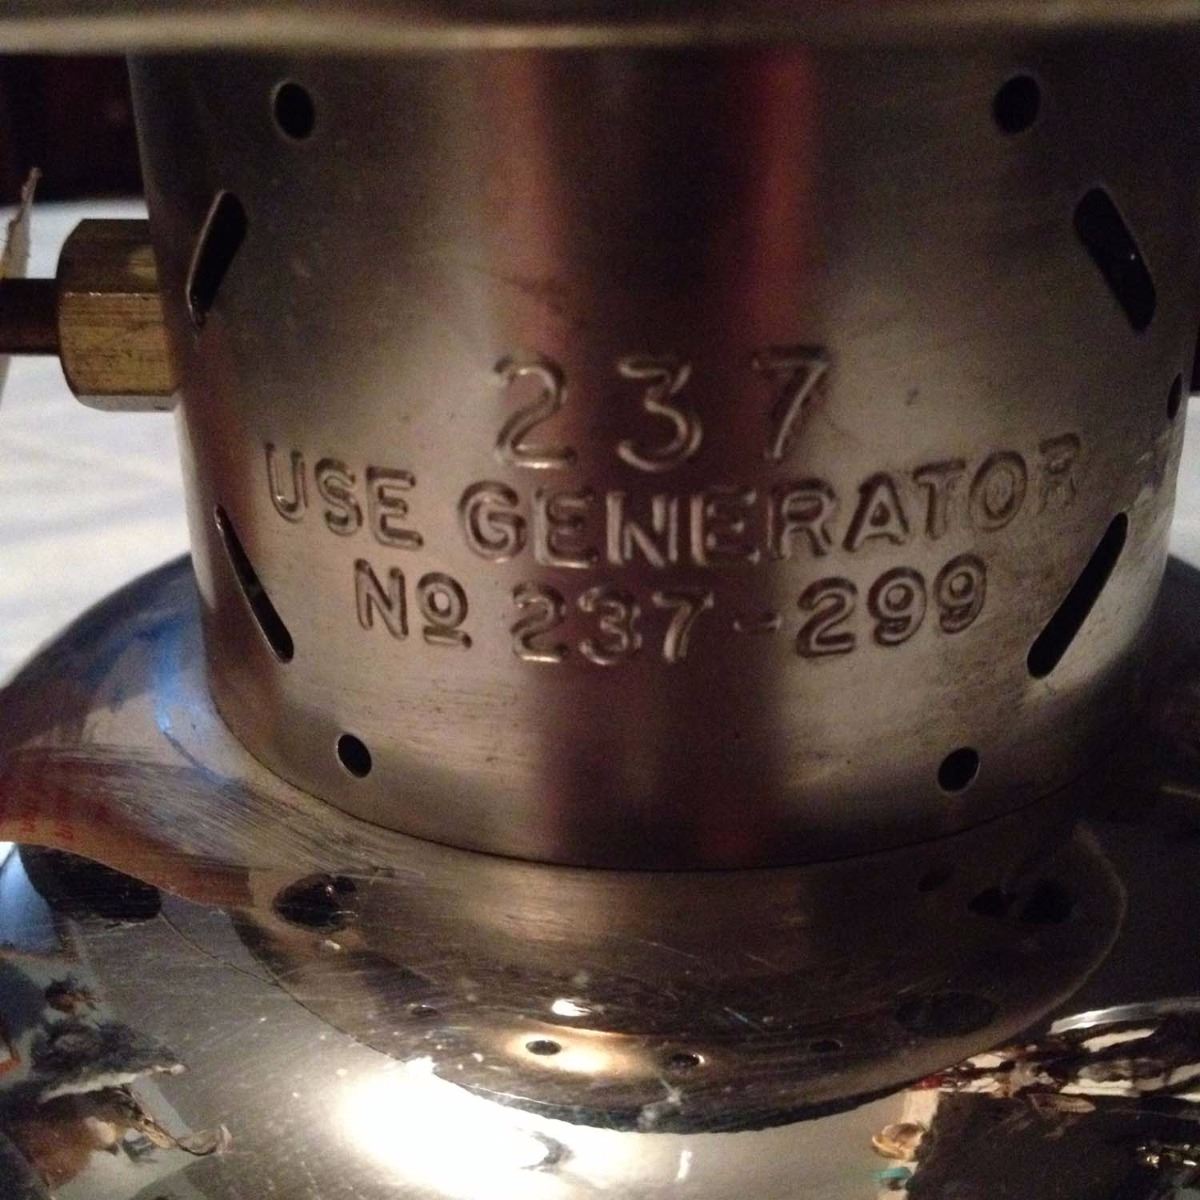 237
USE GENERATOR
Nº 237-299